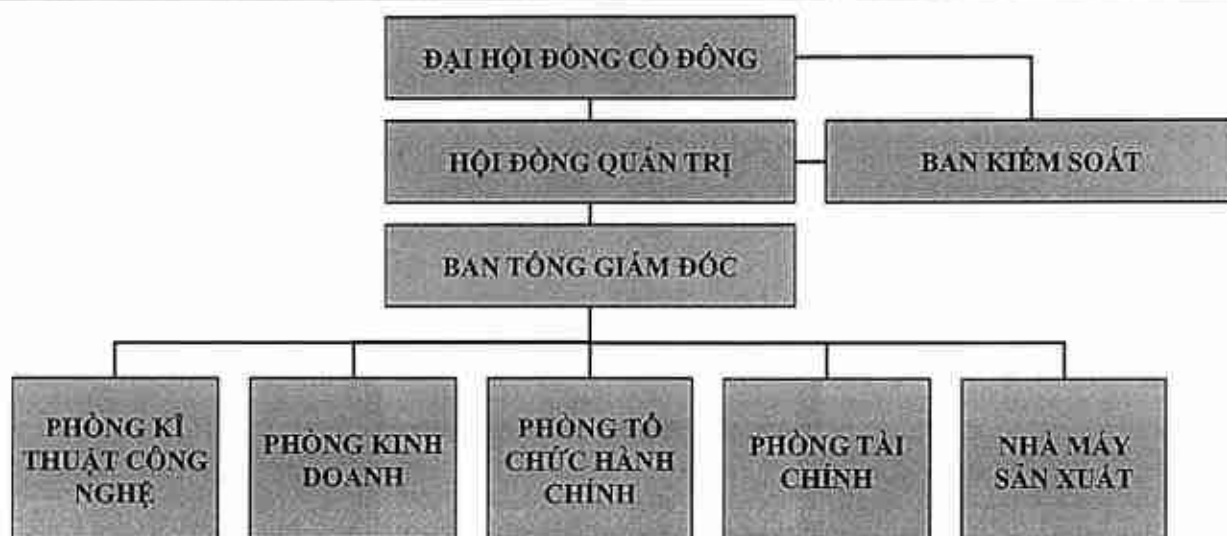 ĐẠI HỘI ĐỒNG CỔ ĐÔNG
HỘI ĐỒNG QUẢN TRỊ
BAN KIỂM SOÁT
BAN TỔNG GIÁM ĐỐC
PHÒNG KĨ
THUẬT CÔNG
NGHỆ
PHÒNG KINH
DOANH
PHÒNG TỔ
CHỨC HÀNH
CHÍNH
PHÒNG TÀI
CHÍNH
NHÀ MÁY
SẢN XUẤT